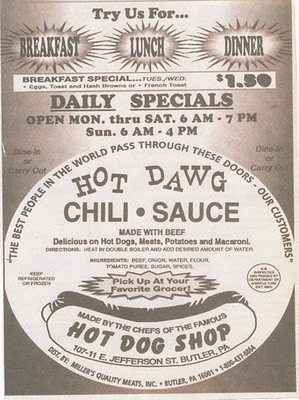 Try Us For...
BREAKFAST LUNCH DINNER
BREAKFAST SPECIAL...TUES./WED.
• Eggs, Toast and Hash Browns or • French Toast
$1.50
DAILY SPECIALS
OPEN MON. thru SAT. 6 AM - 7 PM
Sun. 6 AM - 4 PM
Dine-in
or
Carry Out
Dine-in
or
Carry Out
"THE BEST PEOPLE IN THE WORLD PASS THROUGH THESE DOORS - OUR CUSTOMERS"
HOT DAWG
CHILI • SAUCE
MADE WITH BEEF
Delicious on Hot Dogs, Meats, Potatoes and Macaroni.
DIRECTIONS: HEAT IN DOUBLE BOILER AND ADD DESIRED AMOUNT OF WATER.
INGREDIENTS: BEEF, ONION, WATER, FLOUR,
TOMATO PUREE, SUGAR, SPICES.
KEEP
REFRIGERATED
OR FROZEN
Pick Up At Your
Favorite Grocer!
MADE BY THE CHEFS OF THE FAMOUS
HOT DOG SHOP
107-11 E. JEFFERSON ST. BUTLER, PA
DIST. BY: MILLER'S QUALITY MEATS, INC. • BUTLER, PA 16001 •